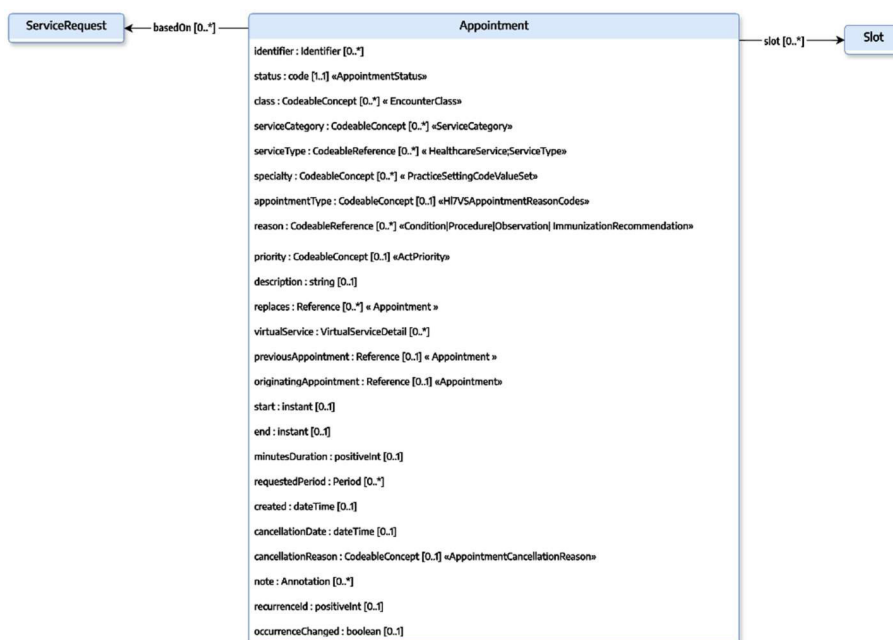 ServiceRequest
basedOn [0..*]
Appointment
slot [0..*]
Slot
identifier : Identifier [0..*]
status : code [1..1] «AppointmentStatus»
class : CodeableConcept [0..*] « EncounterClass»
serviceCategory : CodeableConcept [0..*] «ServiceCategory»
serviceType : CodeableReference [0..*] « HealthcareService;ServiceType»
specialty : CodeableConcept [0..*] « PracticeSettingCodeValueSet»
appointmentType : CodeableConcept [0..1] «Hl7VSAppointmentReasonCodes»
reason : CodeableReference [0..*] «Condition|Procedure|Observation| ImmunizationRecommendation»
priority : CodeableConcept [0..1] «ActPriority»
description : string [0..1]
replaces : Reference [0..*] « Appointment »
virtualService : VirtualServiceDetail [0..*]
previousAppointment : Reference [0..1] « Appointment »
originatingAppointment : Reference [0..1] «Appointment»
start : instant [0..1]
end : instant [0..1]
minutesDuration : positiveInt [0..1]
requestedPeriod : Period [0..*]
created : dateTime [0..1]
cancellationDate : dateTime [0..1]
cancellationReason : CodeableConcept [0..1] «AppointmentCancellationReason»
note : Annotation [0..*]
recurrenceId : positiveInt [0..1]
occurrenceChanged : boolean [0..1]